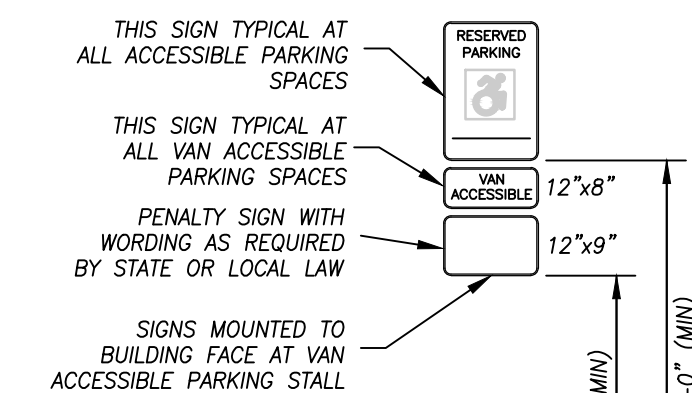 THIS SIGN TYPICAL AT
ALL ACCESSIBLE PARKING
SPACES
RESERVED
PARKING
THIS SIGN TYPICAL AT
ALL VAN ACCESSIBLE
PARKING SPACES
VAN
ACCESSIBLE
12"x8"
PENALTY SIGN WITH
WORDING AS REQUIRED
BY STATE OR LOCAL LAW
12"x9"
SIGNS MOUNTED TO
BUILDING FACE AT VAN
ACCESSIBLE PARKING STALL
MIN)
-0" (MIN)